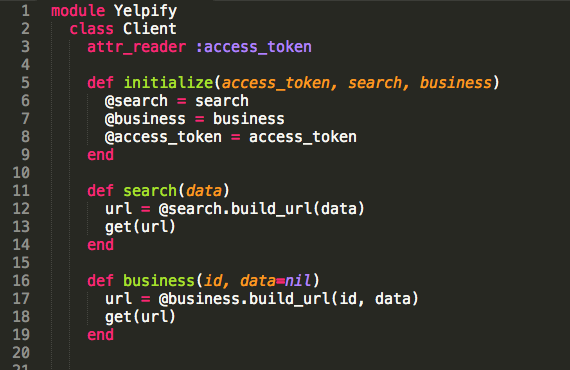 1 module Yelpify
2   class Client
3     attr_reader :access_token
4
5     def initialize(access_token, search, business)
6       @search = search
7       @business = business
8       @access_token = access_token
9     end
10
11     def search(data)
12       url = @search.build_url(data)
13       get(url)
14     end
15
16     def business(id, data=nil)
17       url = @business.build_url(id, data)
18       get(url)
19     end
20
21